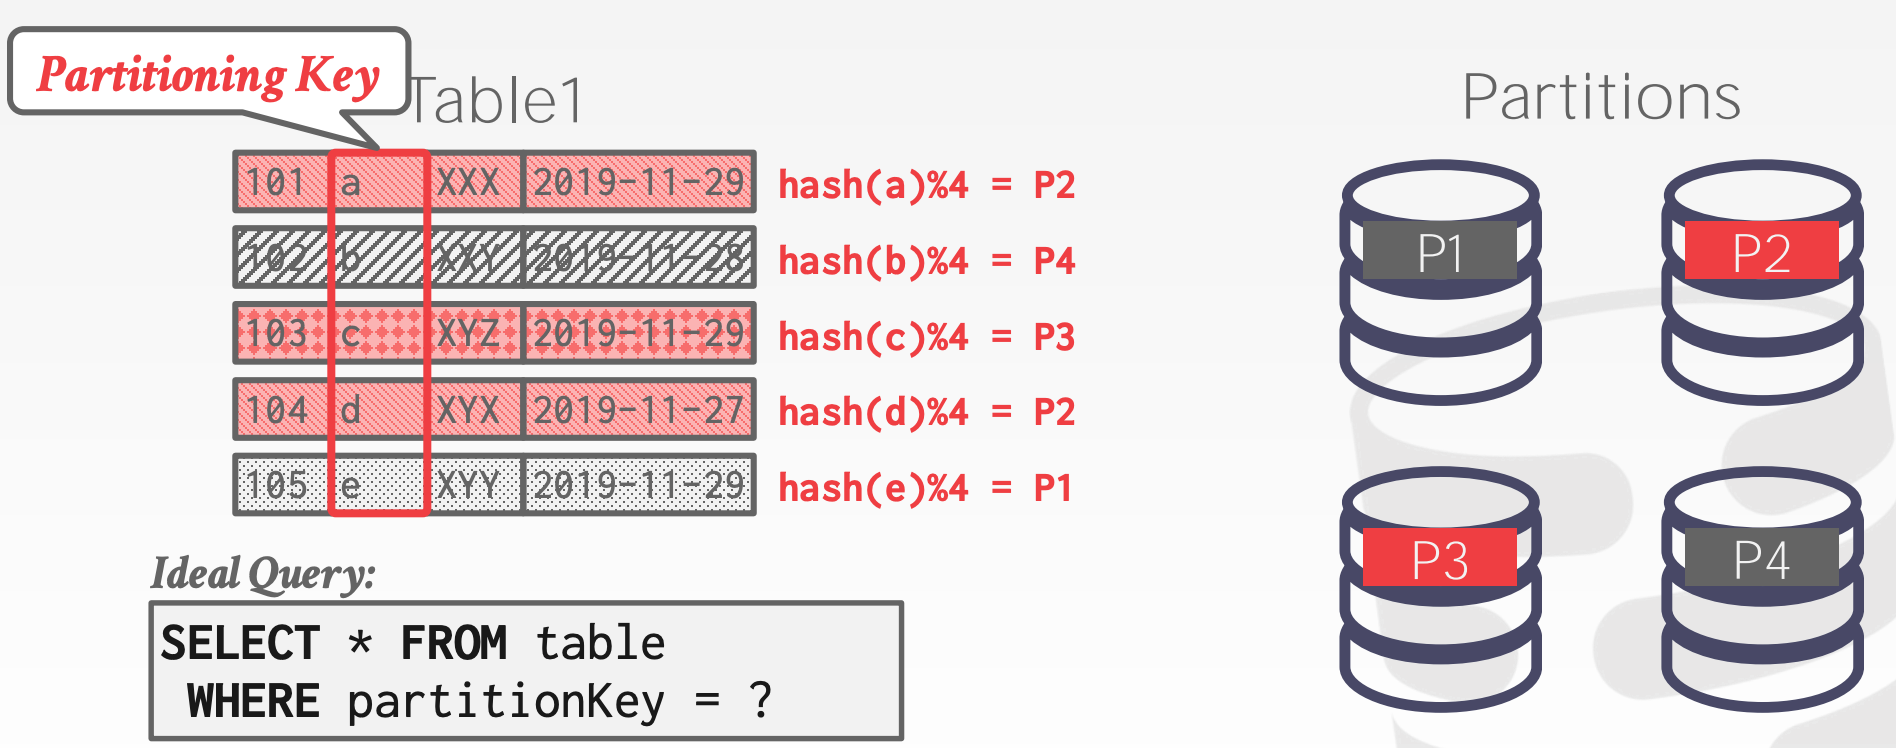 Partitioning Key
Table1
101 a XXX 2019-11-29 hash(a)%4 = P2
102 b XXY 2019-11-28 hash(b)%4 = P4
103 c XYZ 2019-11-29 hash(c)%4 = P3
104 d XYX 2019-11-27 hash(d)%4 = P2
105 e XYY 2019-11-29 hash(e)%4 = P1
Ideal Query:
SELECT * FROM table
WHERE partitionKey = ?
Partitions
P1 P2
P3 P4